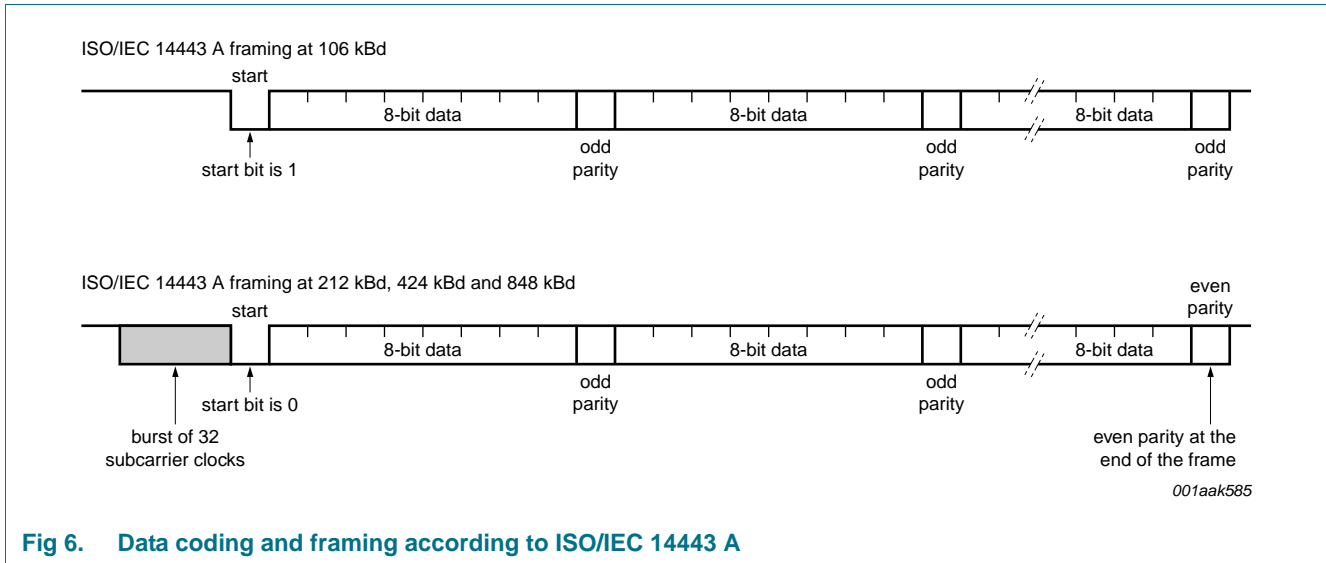 ISO/IEC 14443 A framing at 106 kBd
start
8-bit data
8-bit data
8-bit data
odd
parity
odd
parity
odd
parity
start bit is 1
ISO/IEC 14443 A framing at 212 kBd, 424 kBd and 848 kBd
start
even
parity
8-bit data
8-bit data
8-bit data
odd
parity
odd
parity
start bit is 0
burst of 32
subcarrier clocks
even parity at the
end of the frame
001aak585
Fig 6. Data coding and framing according to ISO/IEC 14443 A